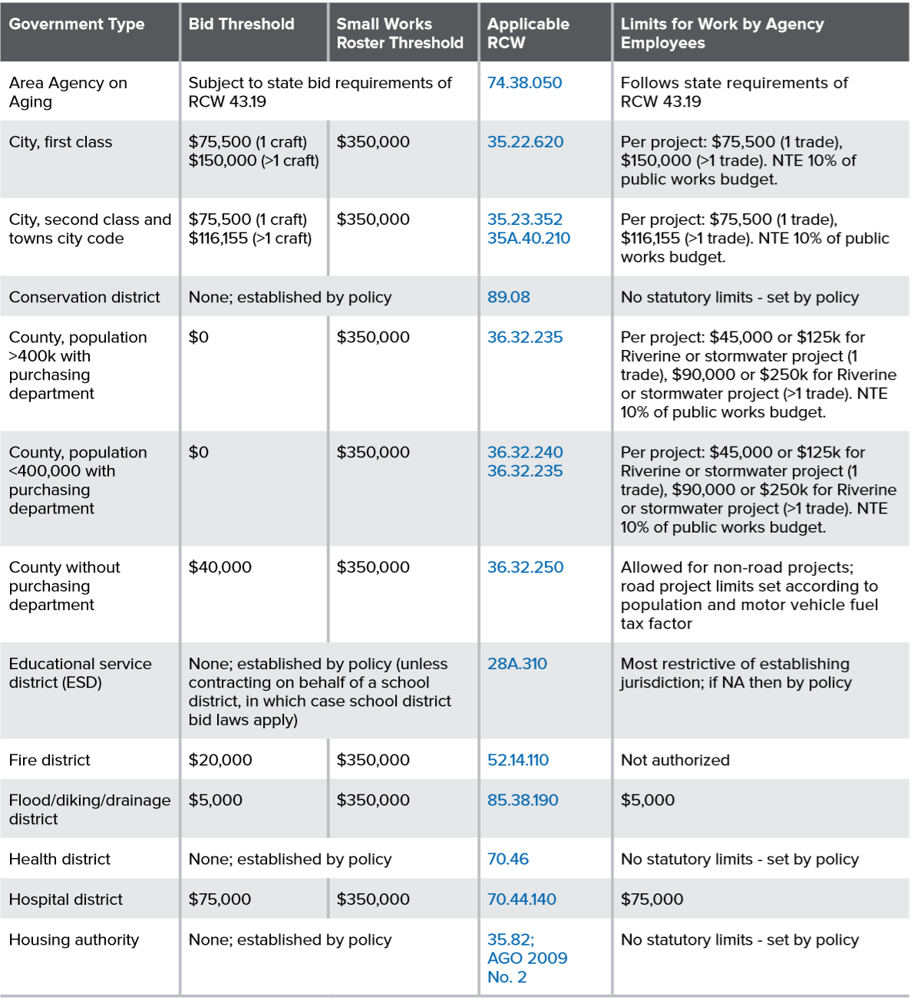 Government Type
Bid Threshold
Small Works
Roster Threshold
Applicable
RCW
Limits for Work by Agency
Employees
Area Agency on
Aging
Subject to state bid requirements of
RCW 43.19
74.38.050
Follows state requirements of
RCW 43.19
City, first class
$75,500 (1 craft)
$150,000 (>1 craft)
$350,000
35.22.620
Per project: $75,500 (1 trade),
$150,000 (>1 trade). NTE 10% of
public works budget.
City, second class and
towns city code
$75,500 (1 craft)
$116,155 (>1 craft)
$350,000
35.23.352
35A.40.210
Per project: $75,500 (1 trade),
$116,155 (>1 trade). NTE 10% of public
works budget.
Conservation district
None; established by policy
89.08
No statutory limits - set by policy
County, population
>400k with
purchasing
department
$0
$350,000
36.32.235
Per project: $45,000 or $125k for
Riverine or stormwater project (1
trade), $90,000 or $250k for Riverine
or stormwater project (>1 trade). NTE
10% of public works budget.
County, population
<400,000 with
purchasing
department
$0
$350,000
36.32.240
36.32.235
Per project: $45,000 or $125k for
Riverine or stormwater project (1
trade), $90,000 or $250k for Riverine
or stormwater project (>1 trade). NTE
10% of public works budget.
County without
purchasing
department
$40,000
$350,000
36.32.250
Allowed for non-road projects;
road project limits set according to
population and motor vehicle fuel
tax factor
Educational service
district (ESD)
None; established by policy (unless
contracting on behalf of a school
district, in which case school district
bid laws apply)
28A.310
Most restrictive of establishing
jurisdiction; if NA then by policy
Fire district
$20,000
$350,000
52.14.110
Not authorized
Flood/diking/drainage
district
$5,000
$350,000
85.38.190
$5,000
Health district
None; established by policy
70.46
No statutory limits - set by policy
Hospital district
$75,000
$350,000
70.44.140
$75,000
Housing authority
None; established by policy
35.82;
AGO 2009
No. 2
No statutory limits - set by policy